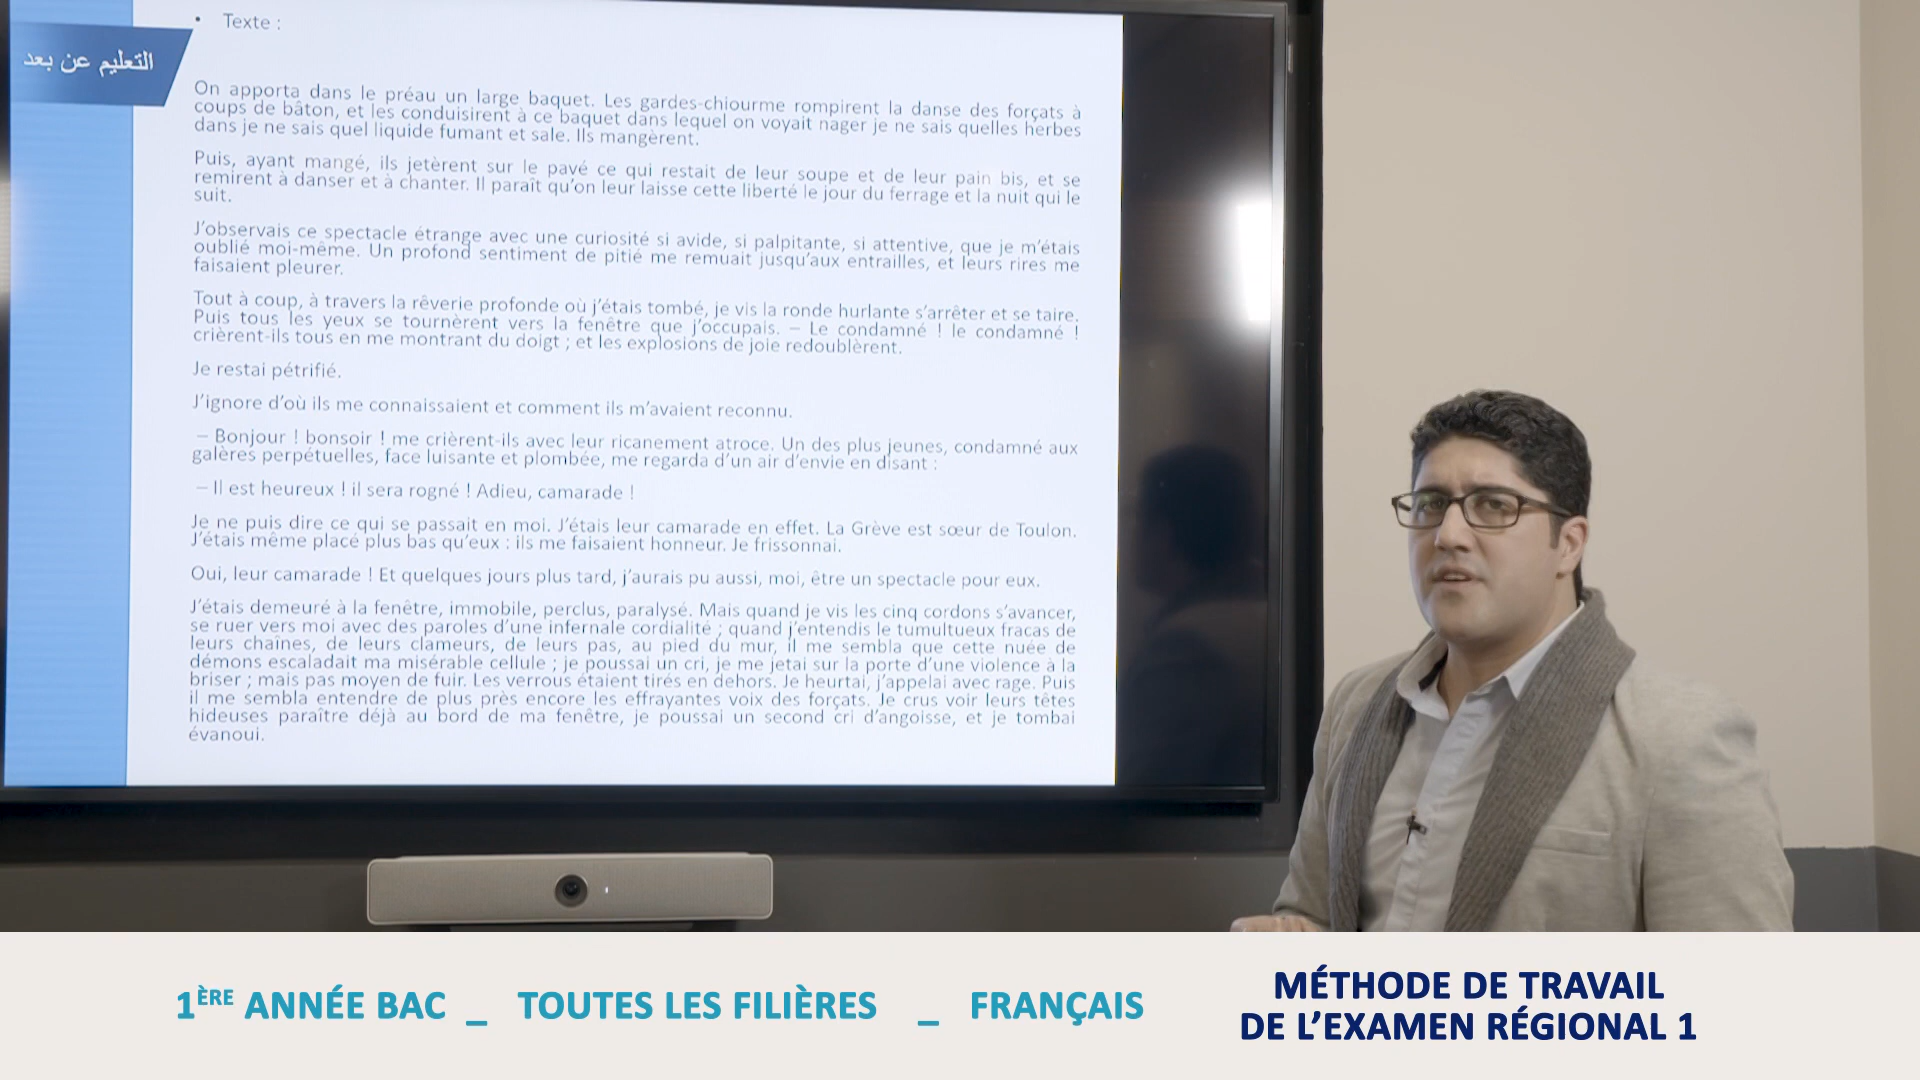 • Texte :
التعليم عن بعد
On apporta dans le préau un large baquet. Les gardes-chiourme rompirent la danse des forçats à
coups de bâton, et les conduisirent à ce baquet dans lequel on voyait nager je ne sais quelles herbes
dans je ne sais quel liquide fumant et sale. Ils mangèrent.
Puis, ayant mangé, ils jetèrent sur le pavé ce qui restait de leur soupe et de leur pain bis, et se
remirent à danser et à chanter. Il paraît qu’on leur laisse cette liberté le jour du ferrage et la nuit qui le
suit.
J’observais ce spectacle étrange avec une curiosité si avide, si palpitante, si attentive, que je m’étais
oublié moi-même. Un profond sentiment de pitié me remuait jusqu’aux entrailles, et leurs rires me
faisaient pleurer.
Tout à coup, à travers la rêverie profonde où j’étais tombé, je vis la ronde hurlante s’arrêter et se taire.
Puis tous les yeux se tournèrent vers la fenêtre que j’occupais. – Le condamné ! le condamné !
crièrent-ils tous en me montrant du doigt ; et les explosions de joie redoublèrent.
Je restai pétrifié.
J’ignore d’où ils me connaissaient et comment ils m’avaient reconnu.
– Bonjour ! bonsoir ! me crièrent-ils avec leur ricanement atroce. Un des plus jeunes, condamné aux
galères perpétuelles, face luisante et plombée, me regarda d’un air d’envie en disant :
– Il est heureux ! il sera rogné ! Adieu, camarade !
Je ne puis dire ce qui se passait en moi. J’étais leur camarade en effet. La Grève est sœur de Toulon.
J’étais même placé plus bas qu’eux : ils me faisaient honneur. Je frissonnai.
Oui, leur camarade ! Et quelques jours plus tard, j’aurais pu aussi, moi, être un spectacle pour eux.
J’étais demeuré à la fenêtre, immobile, perclus, paralysé. Mais quand je vis les cinq cordons s’avancer,
se ruer vers moi avec des paroles d’une infernale cordialité ; quand j’entendis le tumultueux fracas de
leurs chaînes, de leurs clameurs, de leurs pas, au pied du mur, il me sembla que cette nuée de
démons escaladait ma misérable cellule ; je poussai un cri, je me jetai sur la porte d’une violence à la
briser ; mais pas moyen de fuir. Les verrous étaient tirés en dehors. Je heurtai, j’appelai avec rage. Puis
il me sembla entendre de plus près encore les effrayantes voix des forçats. Je crus voir leurs têtes
hideuses paraître déjà au bord de ma fenêtre, je poussai un second cri d’angoisse, et je tombai
évanoui.
1ÈRE ANNÉE BAC _ TOUTES LES FILIÈRES _ FRANÇAIS
MÉTHODE DE TRAVAIL
DE L’EXAMEN RÉGIONAL 1